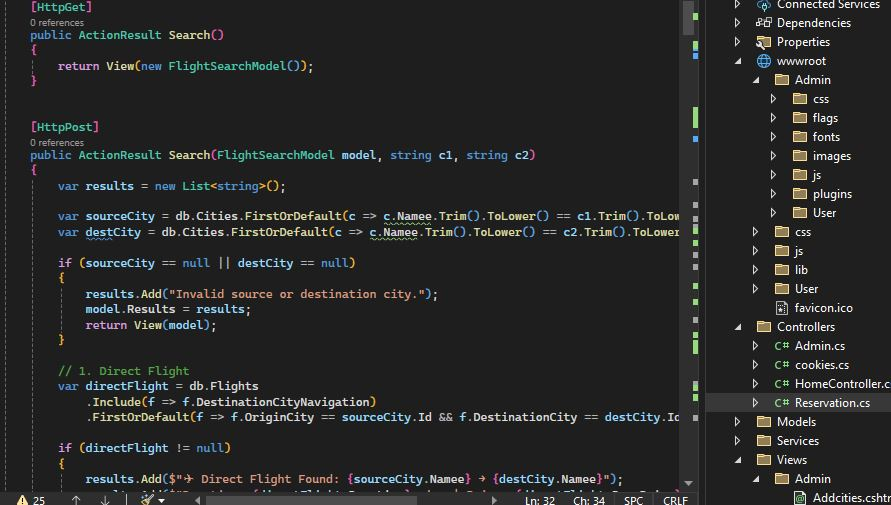 [HttpGet]
0 references
public ActionResult Search()
{
return View(new FlightSearchModel());
}
[HttpPost]
0 references
public ActionResult Search(FlightSearchModel model, string c1, string c2)
{
var results = new List<string>();
var sourceCity = db.Cities.FirstOrDefault(c => c.Namee.Trim().ToLower() == c1.Trim().ToLow
var destCity = db.Cities.FirstOrDefault(c => c.Namee.Trim().ToLower() == c2.Trim().ToLower
if (sourceCity == null || destCity == null)
{
results.Add("Invalid source or destination city.");
model.Results = results;
return View(model);
}
// 1. Direct Flight
var directFlight = db.Flights
.Include(f => f.DestinationCityNavigation)
.FirstOrDefault(f => f.OriginCity == sourceCity.Id && f.DestinationCity == destCity.Id
if (directFlight != null)
{
results.Add($"✈ Direct Flight Found: {sourceCity.Namee} → {destCity.Namee}");
25
Ln: 32 Ch: 34 SPC CRLF
Connected Services
Dependencies
Properties
wwwroot
Admin
css
flags
fonts
images
js
plugins
User
css
js
lib
User
favicon.ico
Controllers
C# Admin.cs
C# cookies.cs
C# HomeController.c
C# Reservation.cs
Models
Services
Views
Admin
Addcities.cshtr